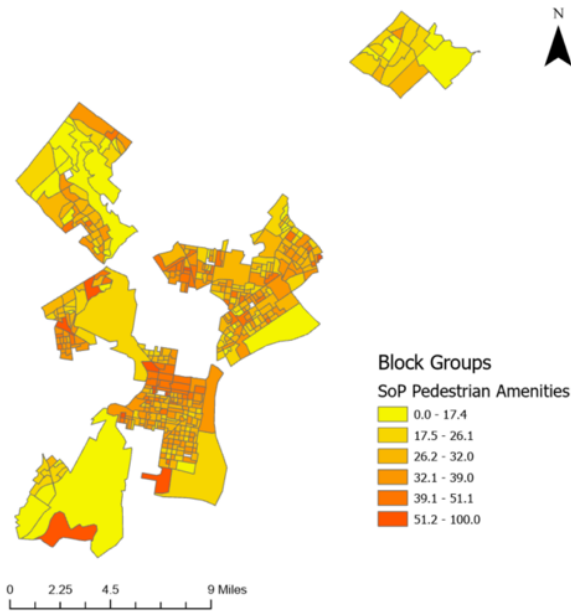 N
Block Groups
SoP Pedestrian Amenities
0.0 - 17.4
17.5 - 26.1
26.2 - 32.0
32.1 - 39.0
39.1 - 51.1
51.2 - 100.0
0 2.25 4.5 9 Miles